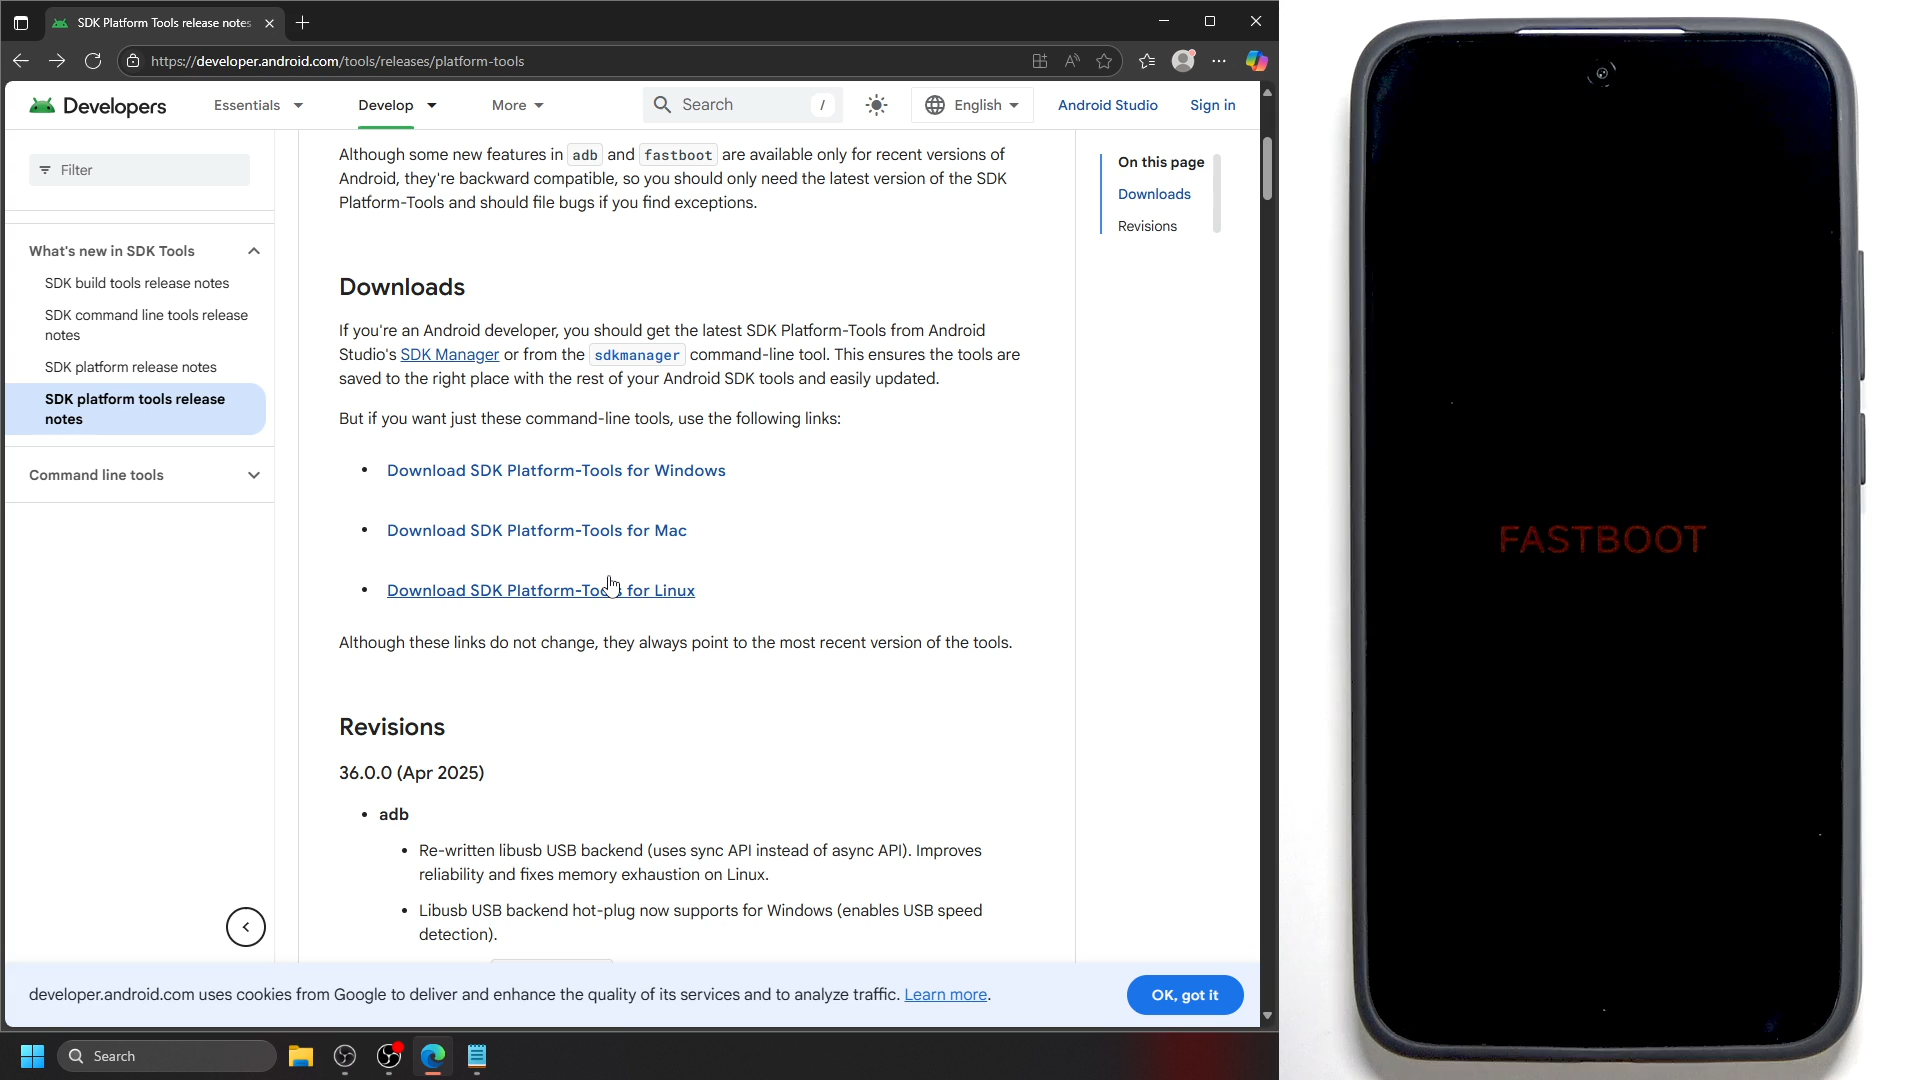 SDK Platform Tools release notes
https://developer.android.com/tools/releases/platform-tools
Developers
Essentials
Develop
More
Search
/
English
Android Studio
Sign in
Filter
What's new in SDK Tools
SDK build tools release notes
SDK command line tools release
notes
SDK platform release notes
SDK platform tools release
notes
Command line tools
Although some new features in adb and fastboot are available only for recent versions of
Android, they're backward compatible, so you should only need the latest version of the SDK
Platform-Tools and should file bugs if you find exceptions.
Downloads
If you're an Android developer, you should get the latest SDK Platform-Tools from Android
Studio's SDK Manager or from the sdkmanager command-line tool. This ensures the tools are
saved to the right place with the rest of your Android SDK tools and easily updated.
But if you want just these command-line tools, use the following links:
• Download SDK Platform-Tools for Windows
• Download SDK Platform-Tools for Mac
• Download SDK Platform-Tools for Linux
Although these links do not change, they always point to the most recent version of the tools.
Revisions
36.0.0 (Apr 2025)
• adb
• Re-written libusb USB backend (uses sync API instead of async API). Improves
reliability and fixes memory exhaustion on Linux.
• Libusb USB backend hot-plug now supports for Windows (enables USB speed
detection).
On this page
Downloads
Revisions
developer.android.com uses cookies from Google to deliver and enhance the quality of its services and to analyze traffic. Learn more.
OK, got it
Search
FASTBOOT